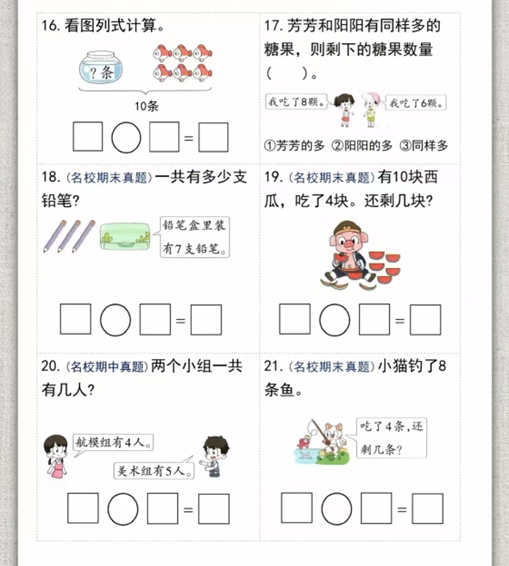 16. 看图列式计算。
?条
10条
=
17. 芳芳和阳阳有同样多的
糖果，则剩下的糖果数量
(  )。
我吃了8颗。
我吃了6颗。
①芳芳的多 ②阳阳的多 ③同样多
18.（名校期末真题）一共有多少支
铅笔?
铅笔盒里装
有7支铅笔。
=
19.（名校期末真题）有10块西
瓜，吃了4块。还剩几块?
=
20.（名校期中真题）两个小组一共
有几人?
航模组有4人。
美术组有5人。
=
21.（名校期末真题）小猫钓了8
条鱼。
吃了4条,还
剩几条?
=